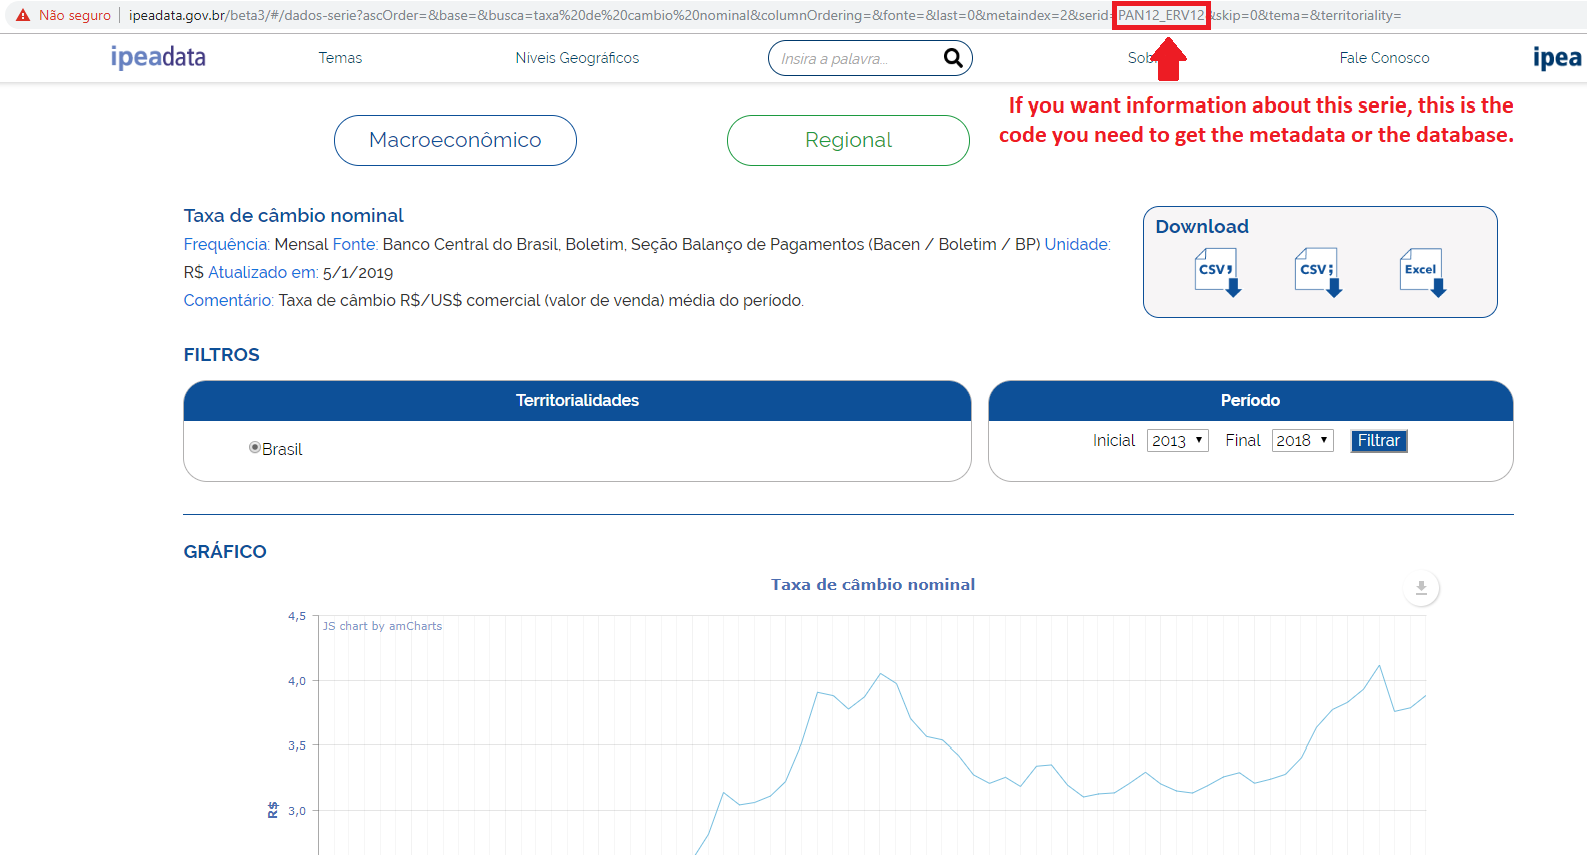 Não seguro | ipeadata.gov.br/beta3/#/dados-serie?ascOrder=&base=&busca=taxa%20de%20cambio%20nominal&columnOrdering=&fonte=&last=0&metaindex=2&serid=PAN12_ERV12&skip=0&tema=&territoriality=
ipeadata Temas Níveis Geográficos Insira a palavra... Fale Conosco ipea
If you want information about this serie, this is the
code you need to get the metadata or the database.
Macroeconômico Regional
Taxa de câmbio nominal
Frequência: Mensal Fonte: Banco Central do Brasil, Boletim, Seção Balanço de Pagamentos (Bacen / Boletim / BP) Unidade:
R$ Atualizado em: 5/1/2019
Comentário: Taxa de câmbio R$/US$ comercial (valor de venda) média do período.
Download
CSV, CSV; Excel
FILTROS
Territorialidades
Brasil
Período
Inicial 2013 Final 2018 Filtrar
GRÁFICO
Taxa de câmbio nominal
JS chart by amCharts
4,5
4,0
3,5
3,0
R$